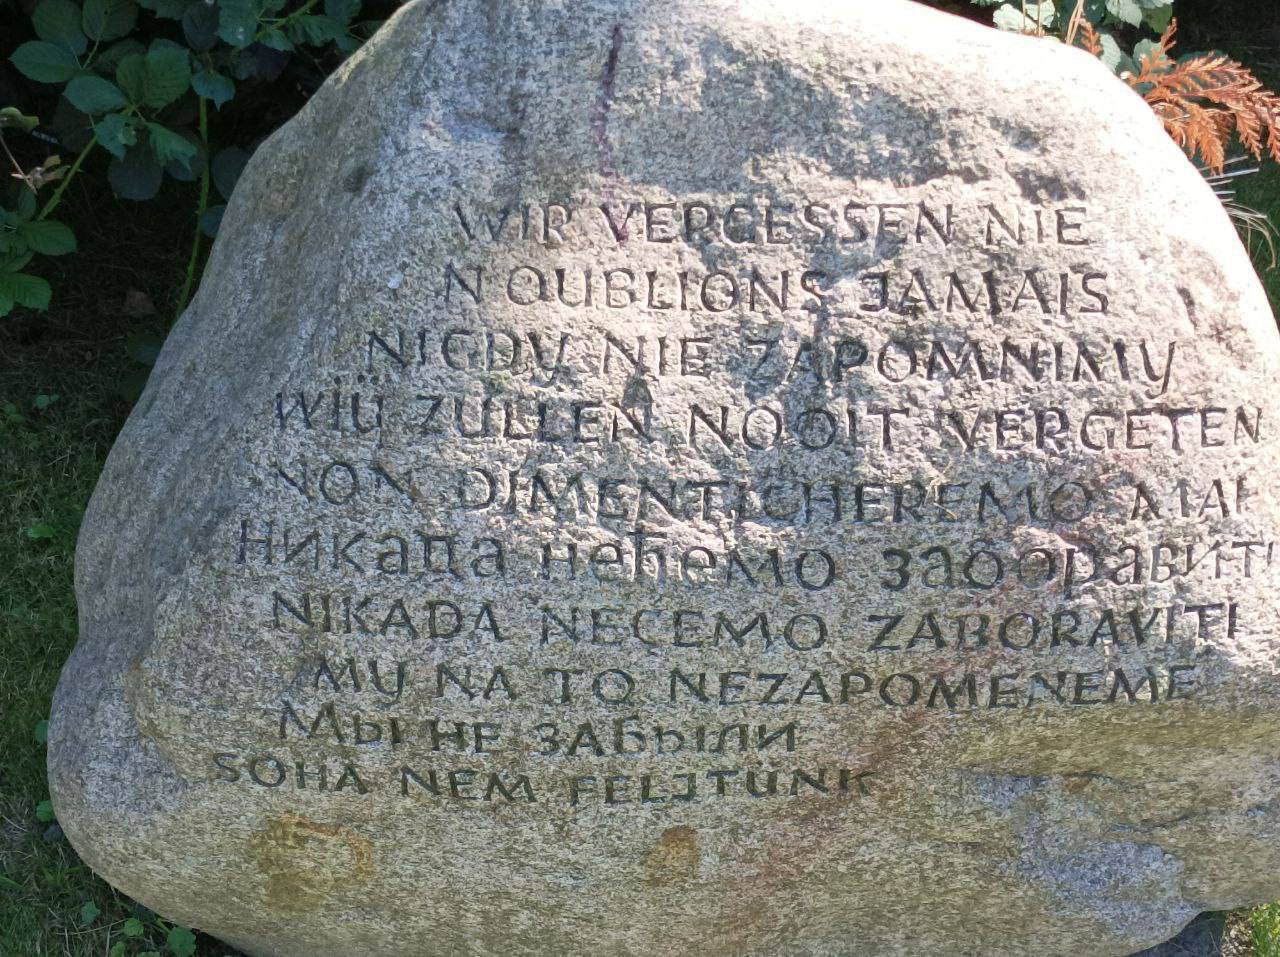 WIR VERGESSEN NIE
N'OUBLIONS JAMAIS
NIGDY NIE ZAPOMNIMY
WIJ ZULLEN NOOIT VERGETEN
NON DIMENTICHEREMO MAI
никада нећемо заборавити
NIKADA NEĆEMO ZABORAVITI
MY NA TO NEZAPOMENEME
МЫ НЕ ЗАБЫЛИ
SOHA NEM FELJTUNK